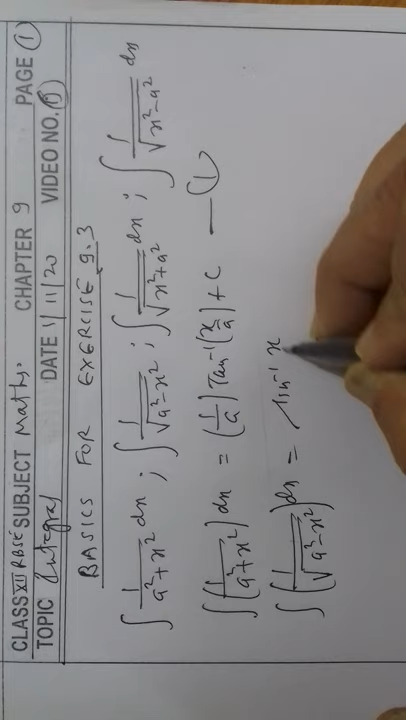 CLASS XII RBSE SUBJECT Maths. CHAPTER 9 PAGE ①
TOPIC Integral DATE 1/11/20 VIDEO NO. ①
BASICS FOR EXERCISE 9.3
∫ 1/(a²+x²) dx ; ∫ 1/√(a²-x²) ; ∫ 1/√(x²+a²) dx ; ∫ 1/√(x²-a²) dx
∫(1/(a²+x²)) dx = (1/a) Tan⁻¹(x/a) + C —①
∫(1/√(a²-x²)) dx = sin⁻¹ x